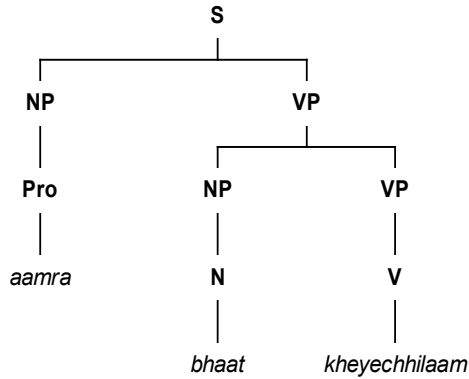 S
NP VP
Pro NP VP
aamra N V
bhaat kheyechhilaam